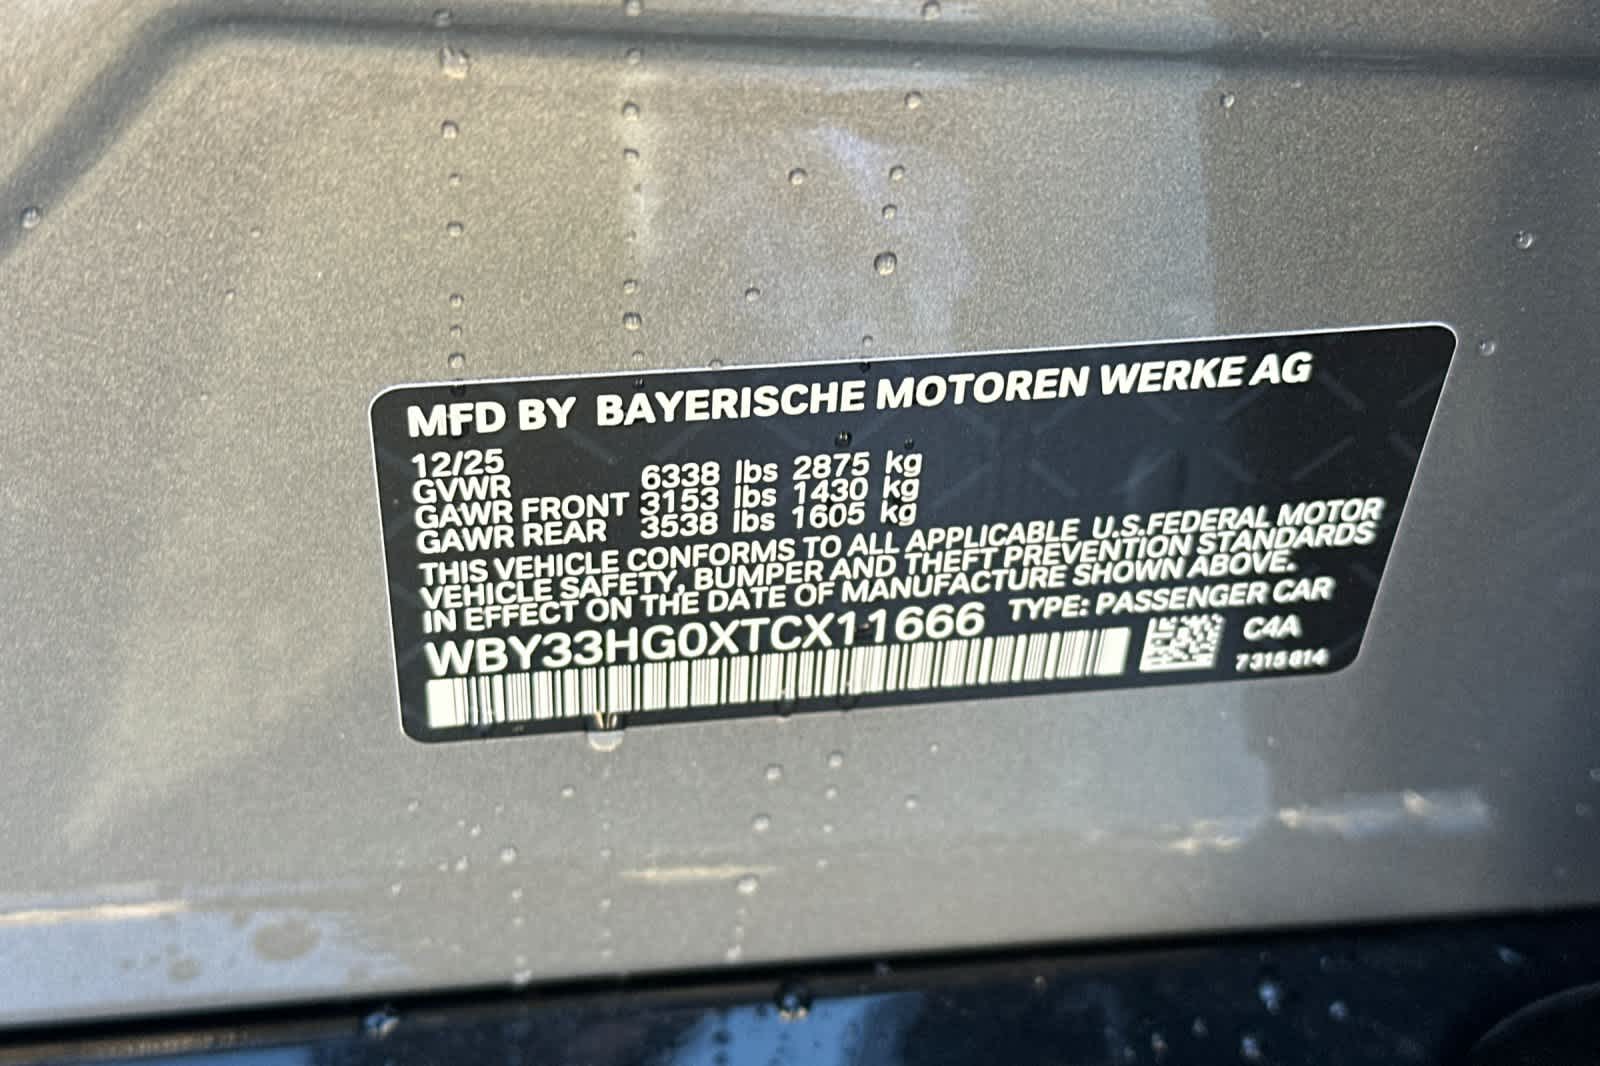 MFD BY BAYERISCHE MOTOREN WERKE AG
12/25
GVWR 6338 lbs 2875 kg
GAWR FRONT 3153 lbs 1430 kg
GAWR REAR 3538 lbs 1605 kg
THIS VEHICLE CONFORMS TO ALL APPLICABLE U.S.FEDERAL MOTOR
VEHICLE SAFETY, BUMPER AND THEFT PREVENTION STANDARDS
IN EFFECT ON THE DATE OF MANUFACTURE SHOWN ABOVE.
WBY33HG0XTCX11666 TYPE: PASSENGER CAR
C4A
7315814